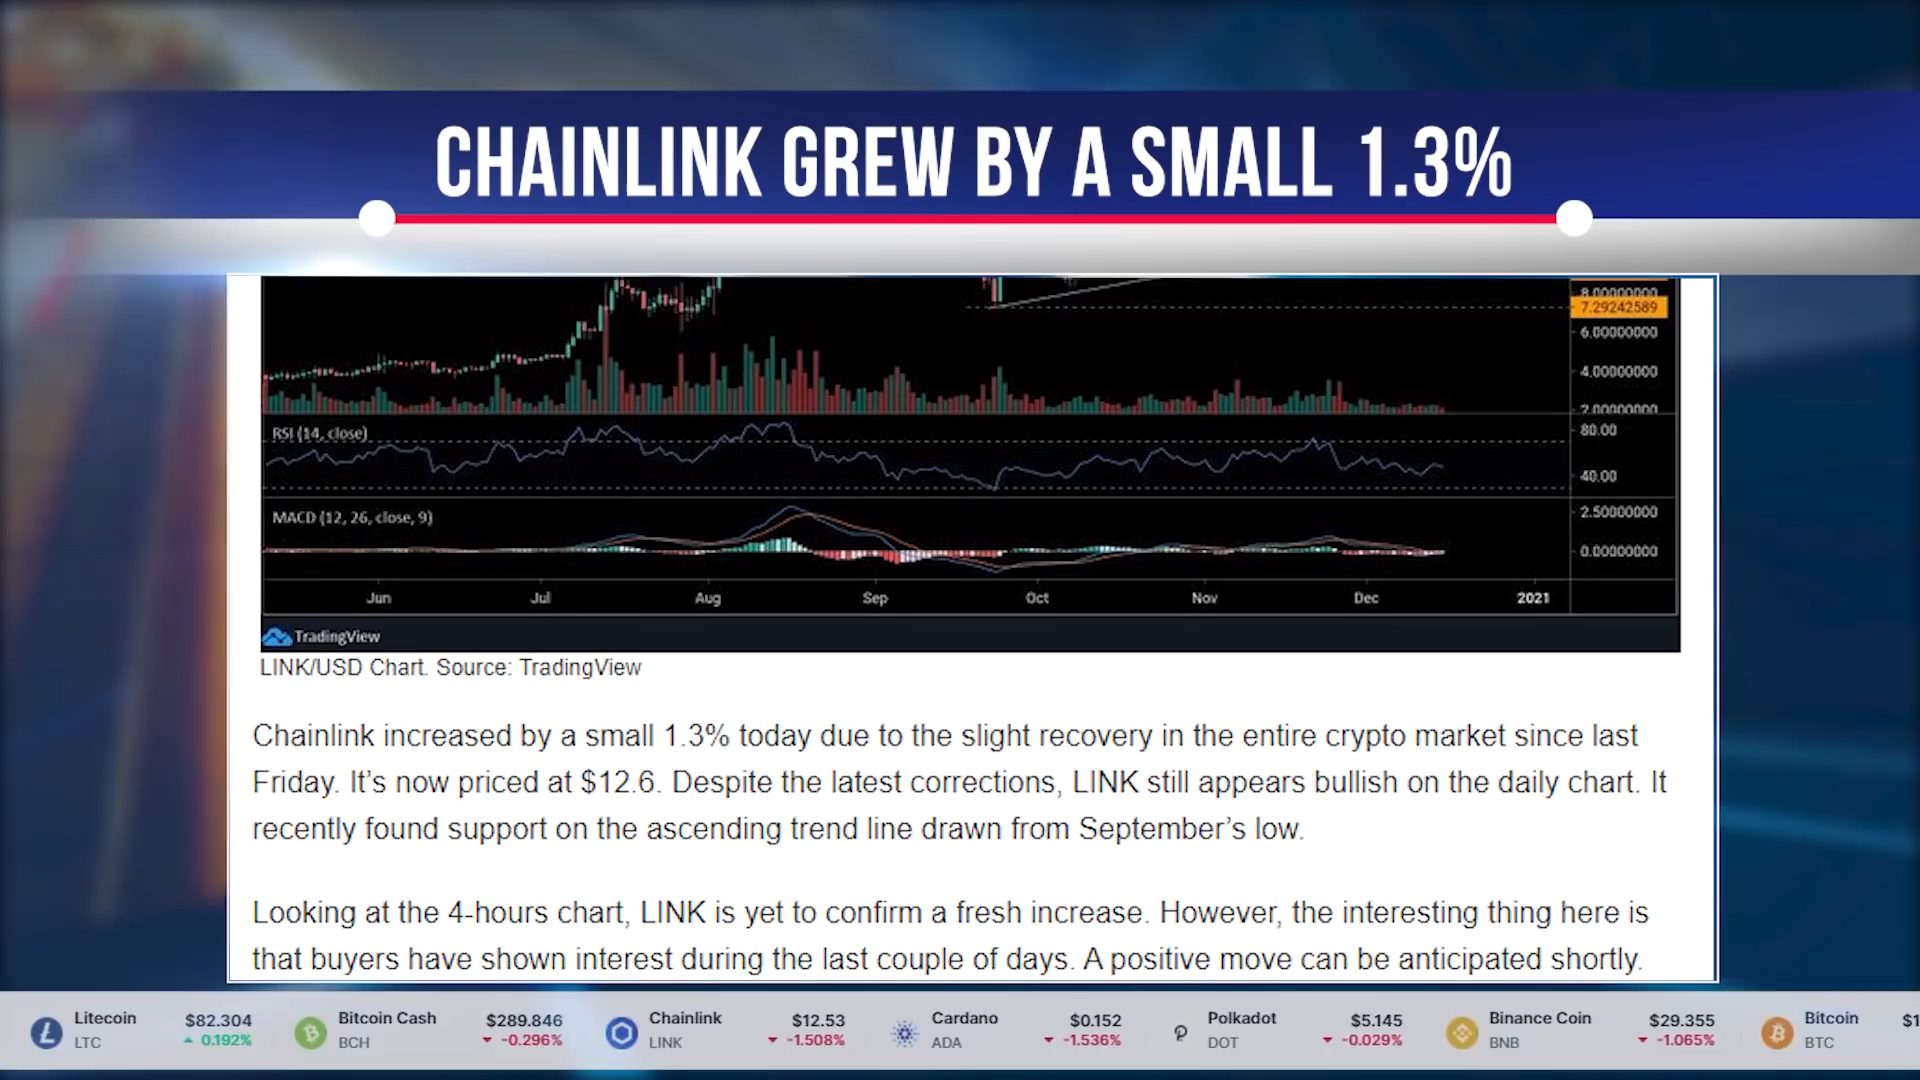 CHAINLINK GREW BY A SMALL 1.3%
8.00000000
7.29242589
6.00000000
4.00000000
2.00000000
RSI (14, close)
80.00
40.00
MACD (12, 26, close, 9)
2.50000000
0.00000000
Jun Jul Aug Sep Oct Nov Dec 2021
TradingView
LINK/USD Chart. Source: TradingView
Chainlink increased by a small 1.3% today due to the slight recovery in the entire crypto market since last
Friday. It’s now priced at $12.6. Despite the latest corrections, LINK still appears bullish on the daily chart. It
recently found support on the ascending trend line drawn from September’s low.
Looking at the 4-hours chart, LINK is yet to confirm a fresh increase. However, the interesting thing here is
that buyers have shown interest during the last couple of days. A positive move can be anticipated shortly.
Litecoin $82.304 Bitcoin Cash $289.846 Chainlink $12.53 Cardano $0.152 Polkadot $5.145 Binance Coin $29.355 Bitcoin $1
LTC 0.192% BCH -0.296% LINK -1.508% ADA -1.536% DOT -0.029% BNB -1.065% BTC